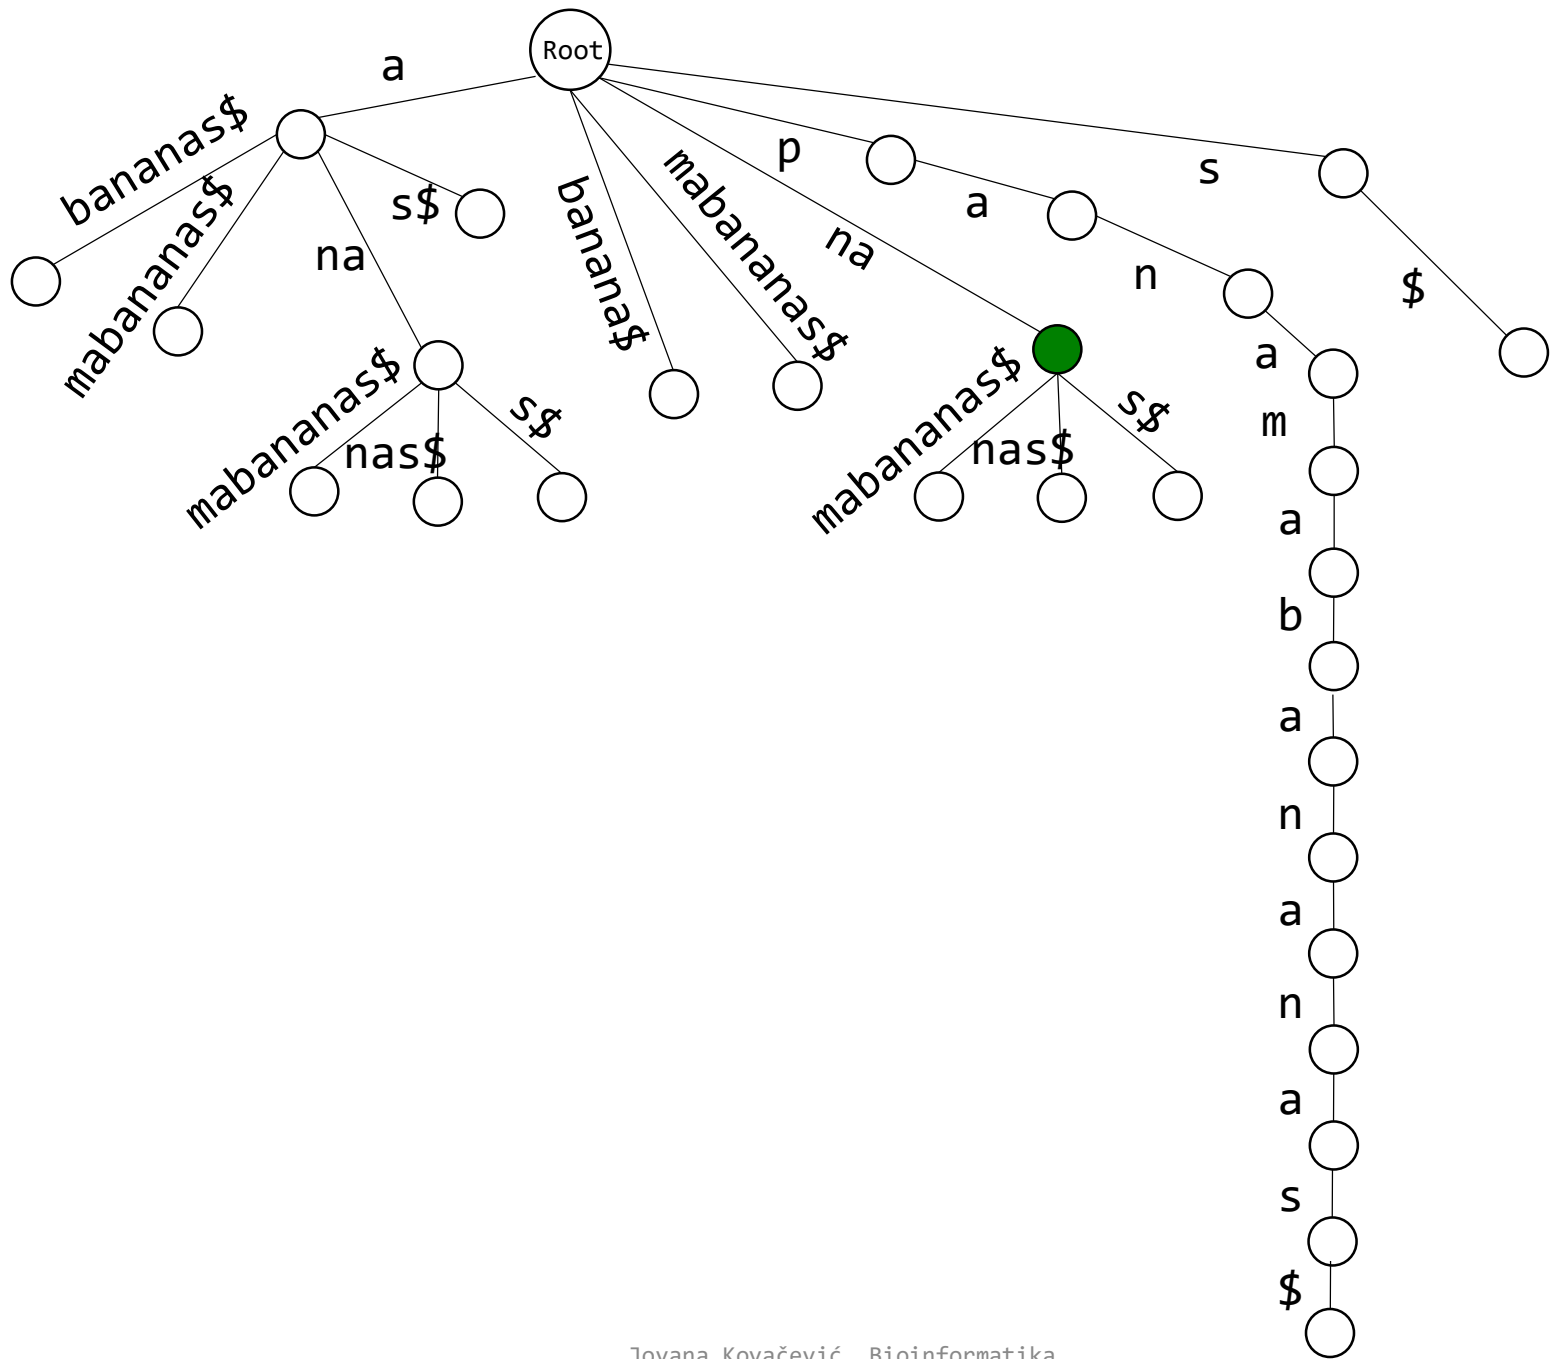 Root
a
bananas$
mabananas$
na
s$
mabananas$
nas$
s$
banana$
mabananas$
na
mabananas$
nas$
s$
p
a
n
a
m
a
b
a
n
a
n
a
s
$
s
$
Jovana Kovačević, Bioinformatika